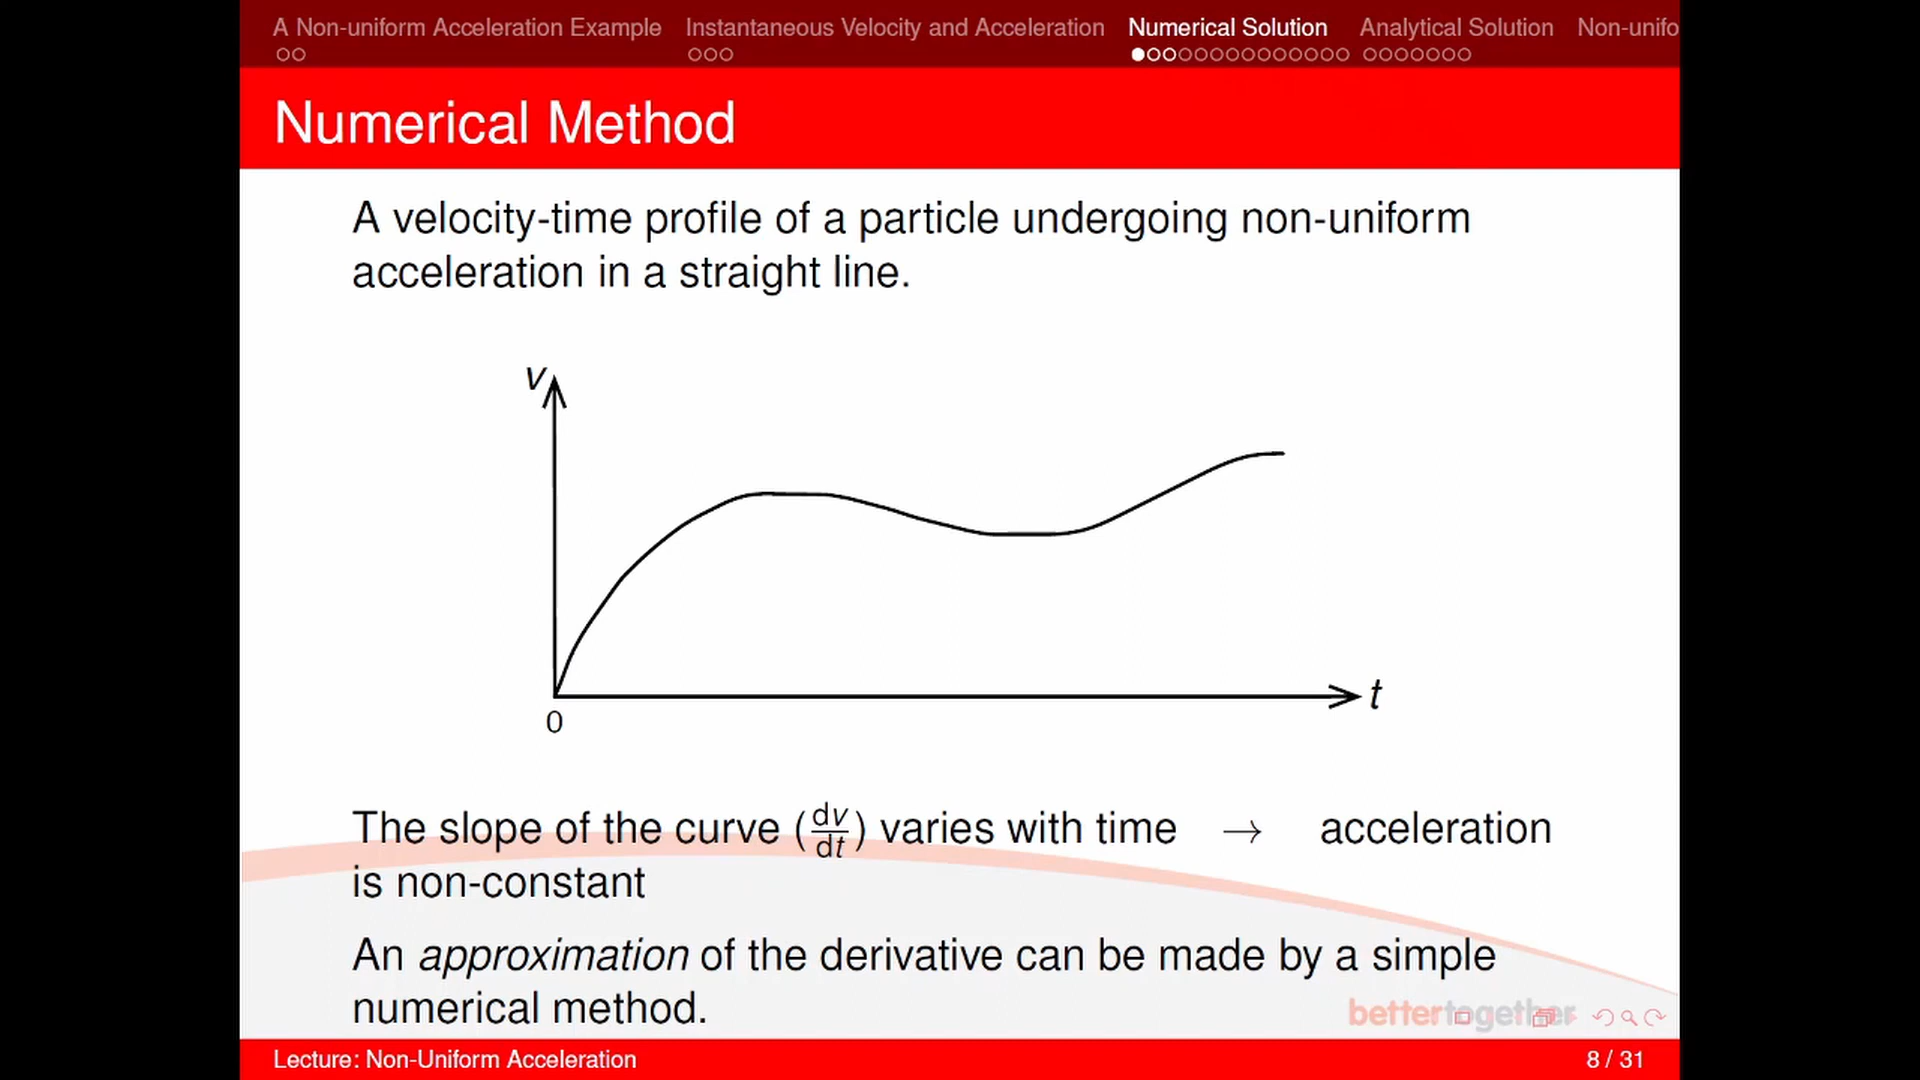 A Non-uniform Acceleration Example Instantaneous Velocity and Acceleration Numerical Solution Analytical Solution Non-unifo
Numerical Method
A velocity-time profile of a particle undergoing non-uniform
acceleration in a straight line.
v
t
0
The slope of the curve (dv/dt) varies with time → acceleration
is non-constant
An approximation of the derivative can be made by a simple
numerical method.
bettertogether
Lecture: Non-Uniform Acceleration 8 / 31